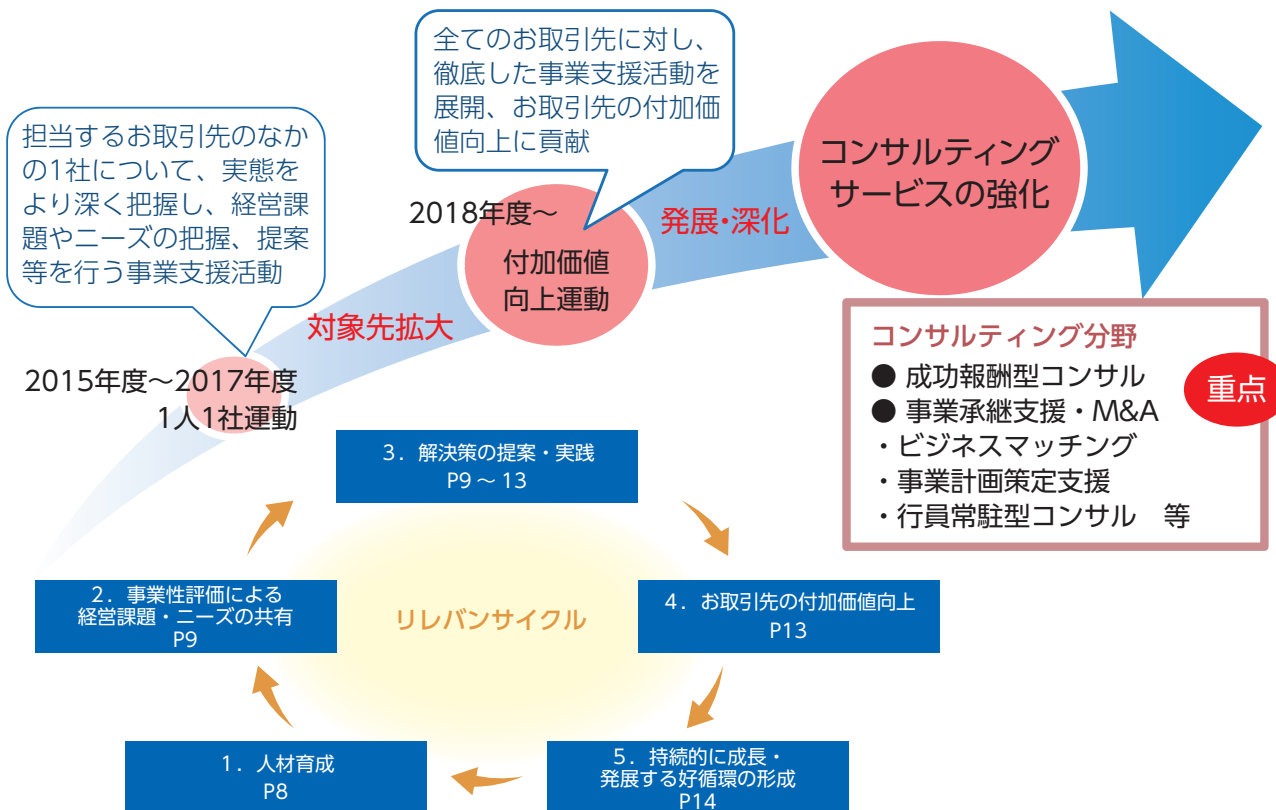 全てのお取引先に対し、
徹底した事業支援活動を
展開、お取引先の付加価
値向上に貢献
担当するお取引先のなか
の1社について、実態を
より深く把握し、経営課
題やニーズの把握、提案
等を行う事業支援活動
コンサルティング
サービスの強化
発展・深化
2018年度～
付加価値
向上運動
対象先拡大
2015年度～2017年度
1人1社運動
コンサルティング分野
● 成功報酬型コンサル
● 事業承継支援・M&A
・ビジネスマッチング
・事業計画策定支援
・行員常駐型コンサル　等
重点
3．解決策の提案・実践
P9～13
2．事業性評価による
経営課題・ニーズの共有
P9
リレバンサイクル
4．お取引先の付加価値向上
P13
1．人材育成
P8
5．持続的に成長・
発展する好循環の形成
P14